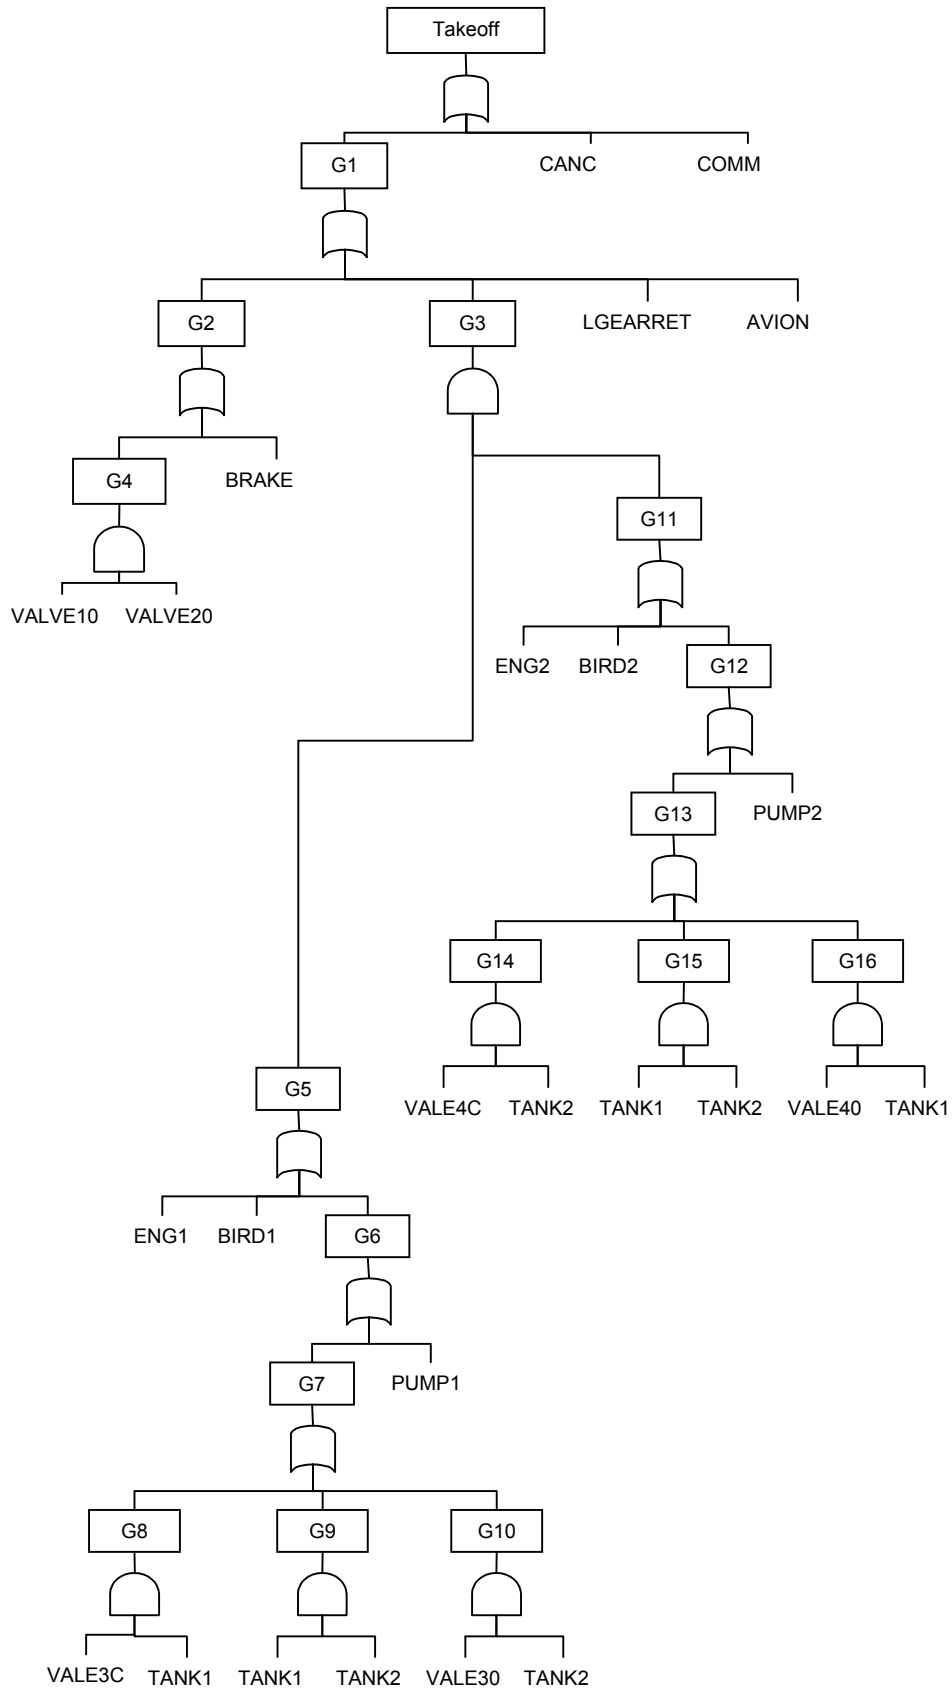 Takeoff
G1 CANC COMM
G2 G3 LGEARRET AVION
G4 BRAKE
G11
VALVE10 VALVE20
ENG2 BIRD2 G12
G13 PUMP2
G14 G15 G16
G5
VALE4C TANK2 TANK1 TANK2 VALE40 TANK1
ENG1 BIRD1 G6
G7 PUMP1
G8 G9 G10
VALE3C TANK1 TANK1 TANK2 VALE30 TANK2